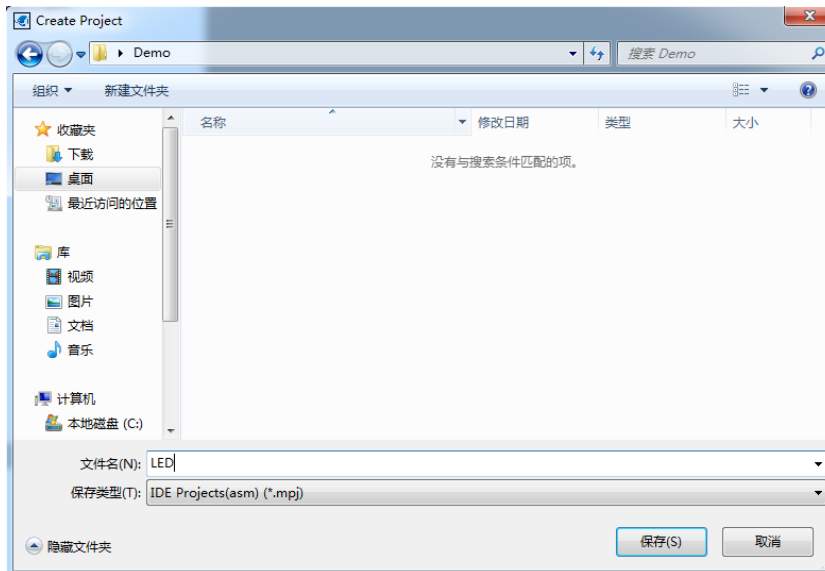 Create Project
Demo
搜索 Demo
组织
新建文件夹
名称
修改日期
类型
大小
没有与搜索条件匹配的项。
收藏夹
下载
桌面
最近访问的位置
库
视频
图片
文档
音乐
计算机
本地磁盘 (C:)
文件名(N): LED
保存类型(T): IDE Projects(asm) (*.mpj)
隐藏文件夹
保存(S)
取消